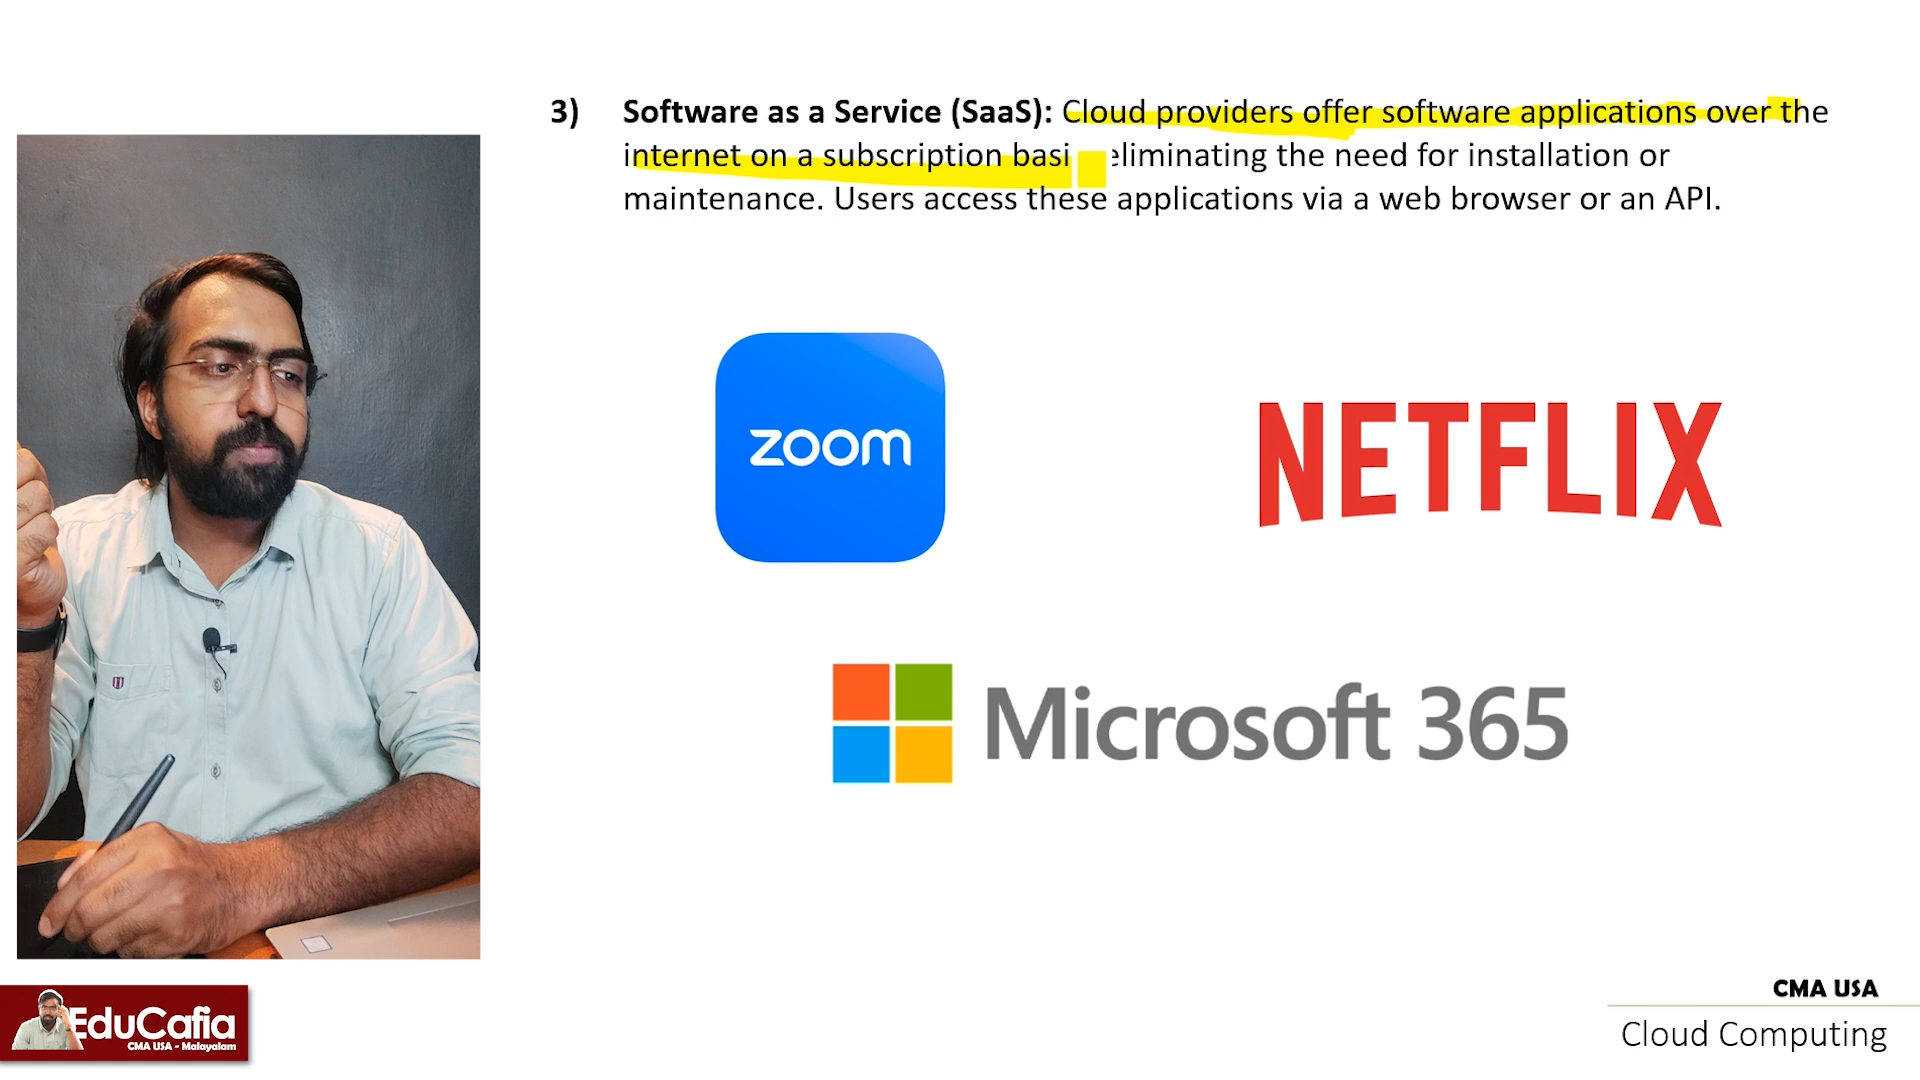 3) Software as a Service (SaaS): Cloud providers offer software applications over the
internet on a subscription basi eliminating the need for installation or
maintenance. Users access these applications via a web browser or an API.
zoom
NETFLIX
Microsoft 365
EduCafia
CMA USA - Malayalam
CMA USA
Cloud Computing